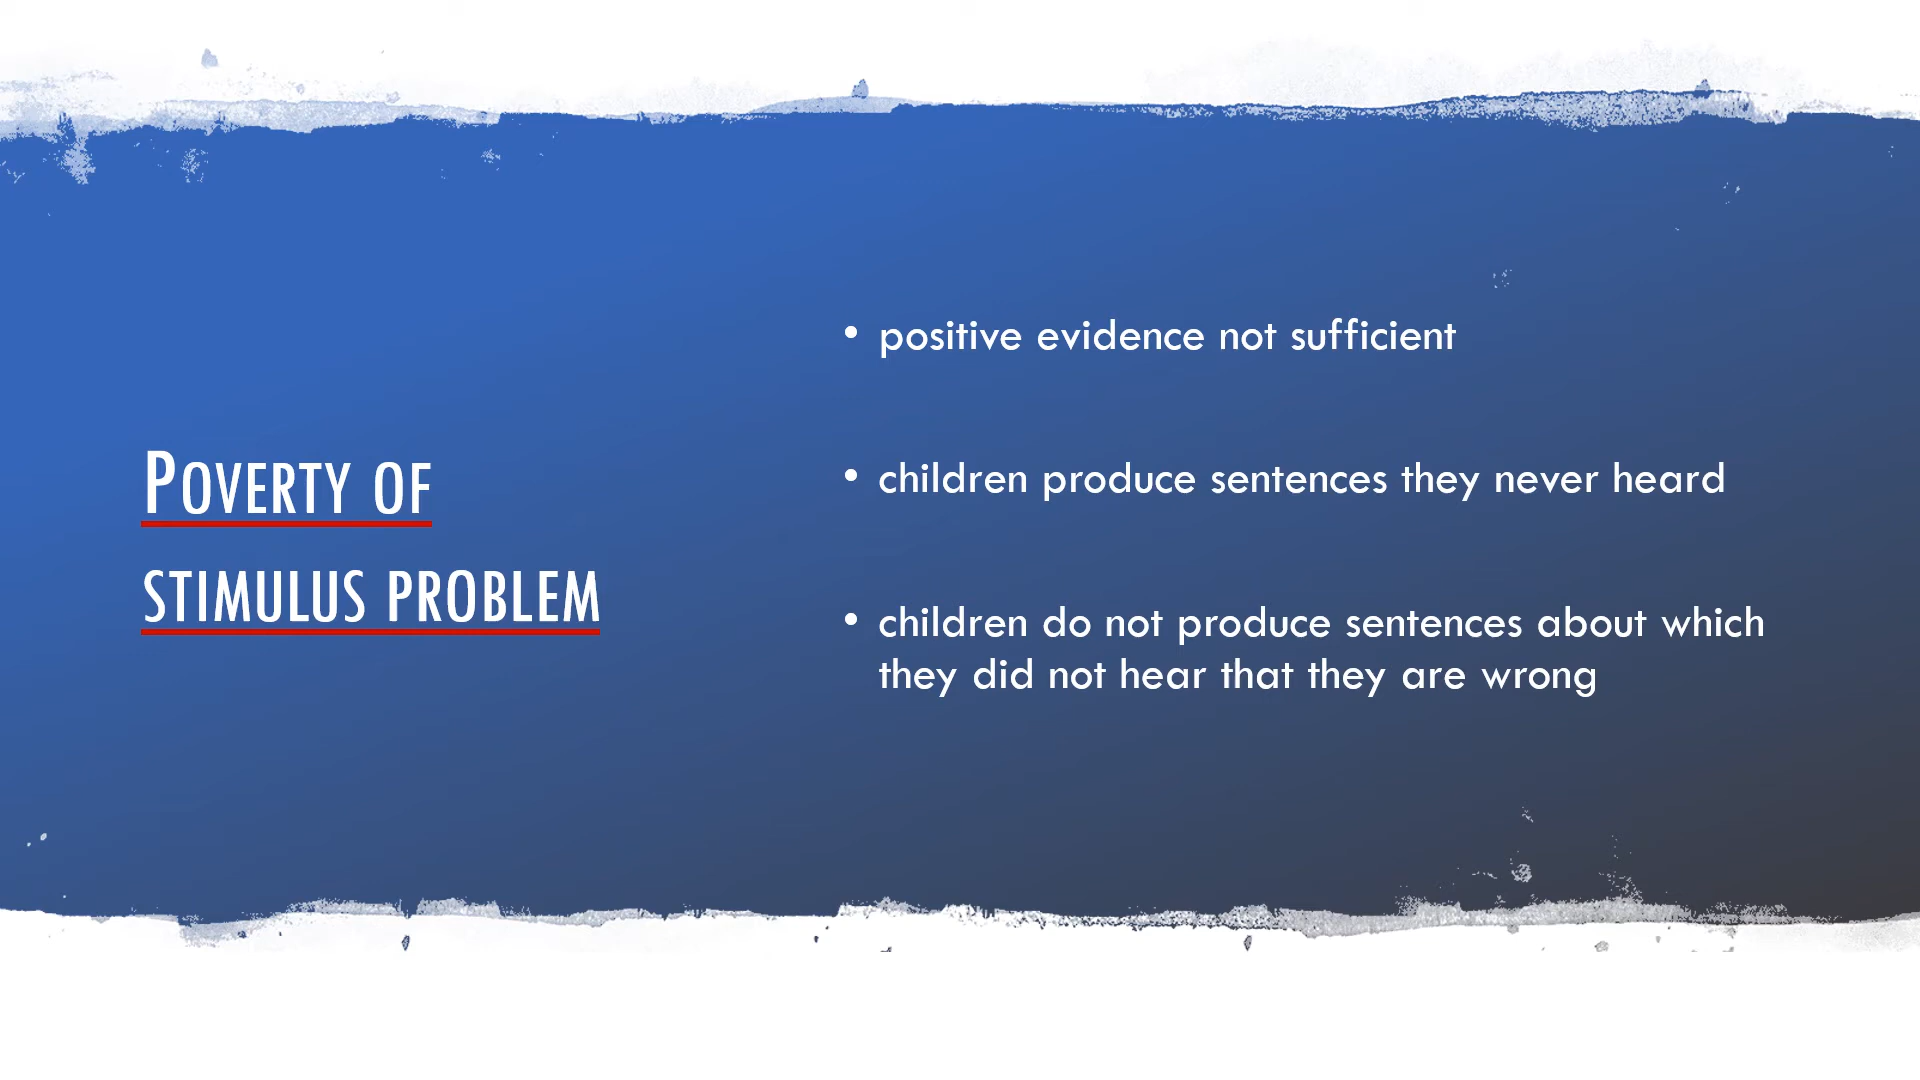 Poverty of
stimulus problem
• positive evidence not sufficient
• children produce sentences they never heard
• children do not produce sentences about which
they did not hear that they are wrong